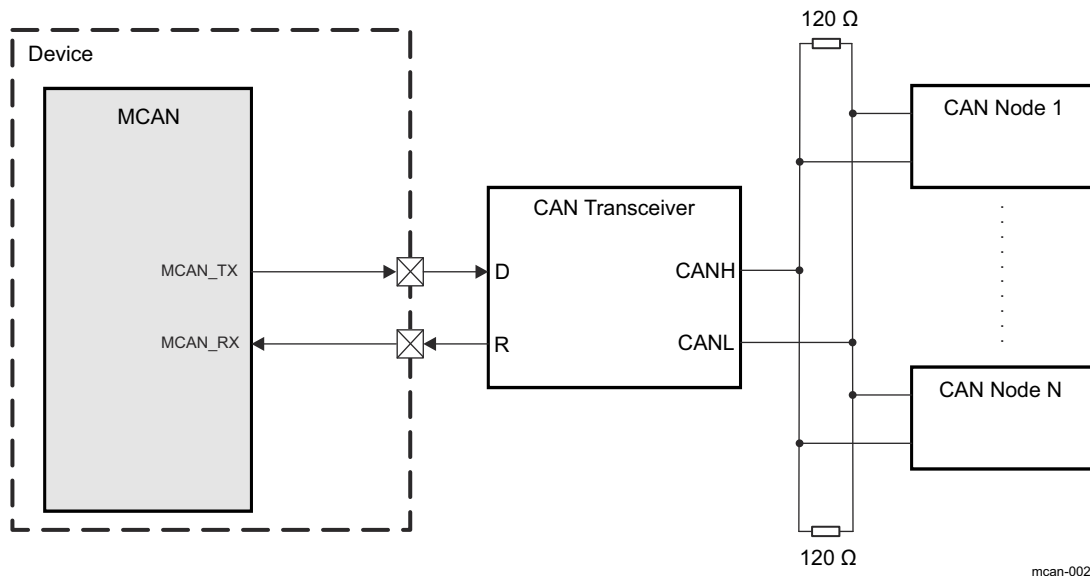 120 Ω
Device
MCAN
CAN Node 1
CAN Transceiver
MCAN_TX
D
CANH
MCAN_RX
R
CANL
CAN Node N
120 Ω
mcan-002